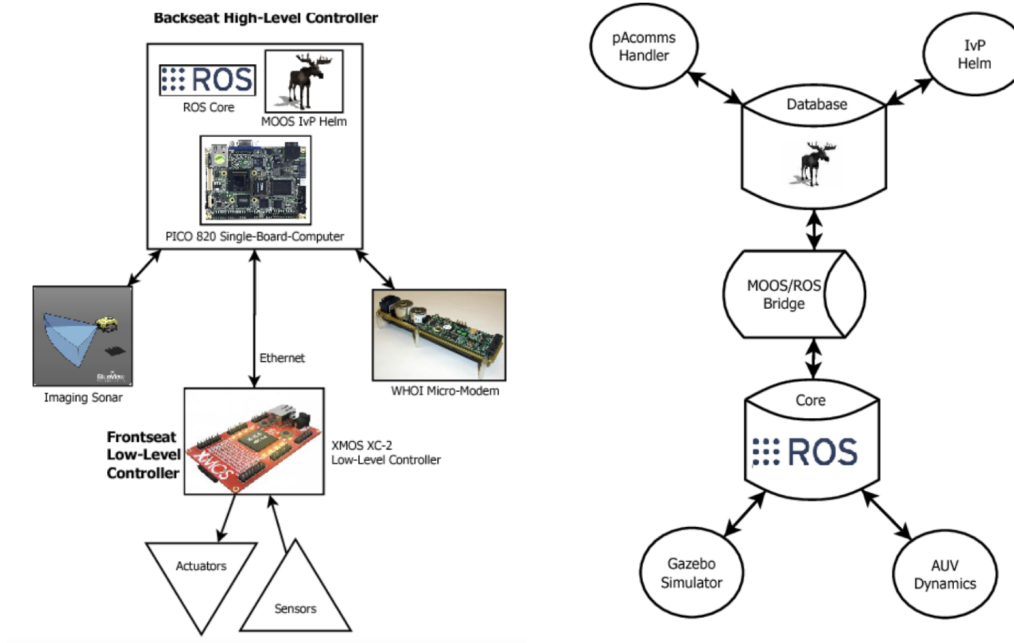 Backseat High-Level Controller
ROS
ROS Core
MOOS IvP Helm
PICO 820 Single-Board-Computer
BlueView
Imaging Sonar
Ethernet
WHOI Micro-Modem
Frontseat
Low-Level
Controller
XMOS
XMOS XC-2
Low-Level Controller
Actuators
Sensors
pAcomms
Handler
IvP
Helm
Database
MOOS/ROS
Bridge
Core
ROS
Gazebo
Simulator
AUV
Dynamics